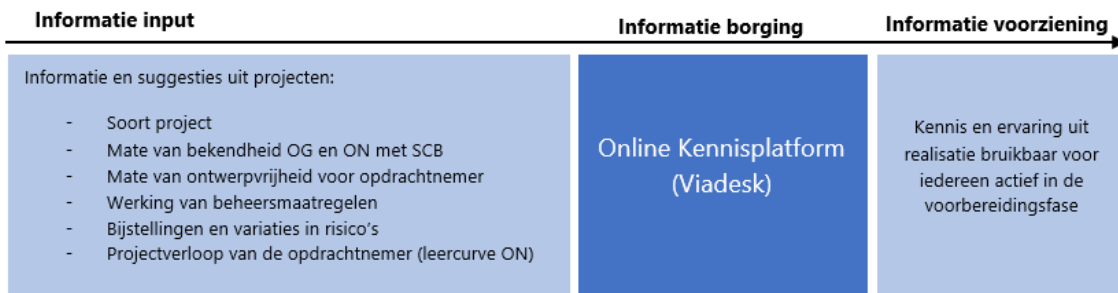 Informatie input
Informatie borging
Informatie voorziening
Informatie en suggesties uit projecten:
- Soort project
- Mate van bekendheid OG en ON met SCB
- Mate van ontwerpvrijheid voor opdrachtnemer
- Werking van beheersmaatregelen
- Bijstellingen en variaties in risico's
- Projectverloop van de opdrachtnemer (leercurve ON)
Online Kennisplatform
(Viadesk)
Kennis en ervaring uit
realisatie bruikbaar voor
iedereen actief in de
voorbereidingsfase